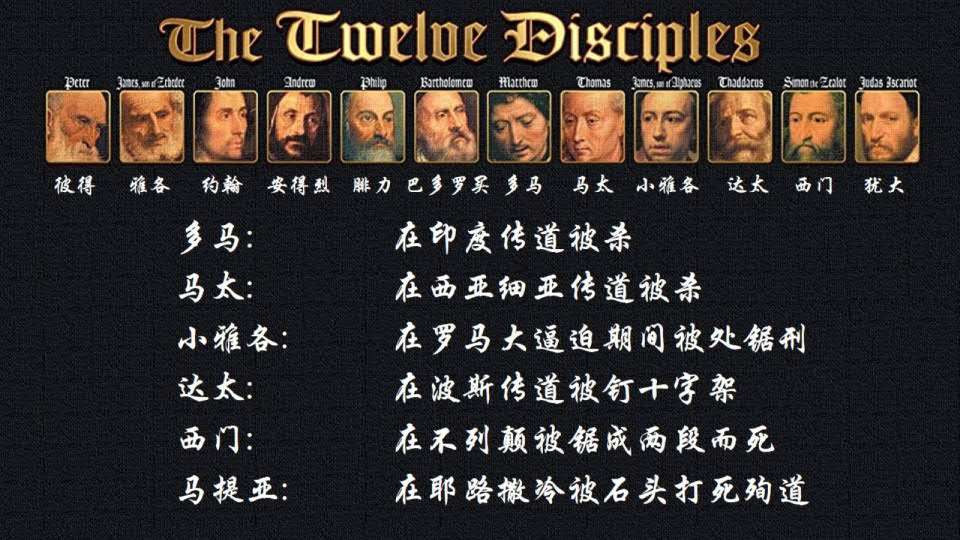 The Twelve Disciples
Peter James, son of Zebedee John Andrew Philip Bartholomew Matthew Thomas James, son of Alphaeus Thaddaeus Simon the Zealot Judas Iscariot
彼得 雅各 约翰 安得烈 腓力 巴多罗买 多马 马太 小雅各 达太 西门 犹大
多马: 在印度传道被杀
马太: 在西亚细亚传道被杀
小雅各: 在罗马大逼迫期间被处锯刑
达太: 在波斯传道被钉十字架
西门: 在不列颠被锯成两段而死
马提亚: 在耶路撒冷被石头打死殉道